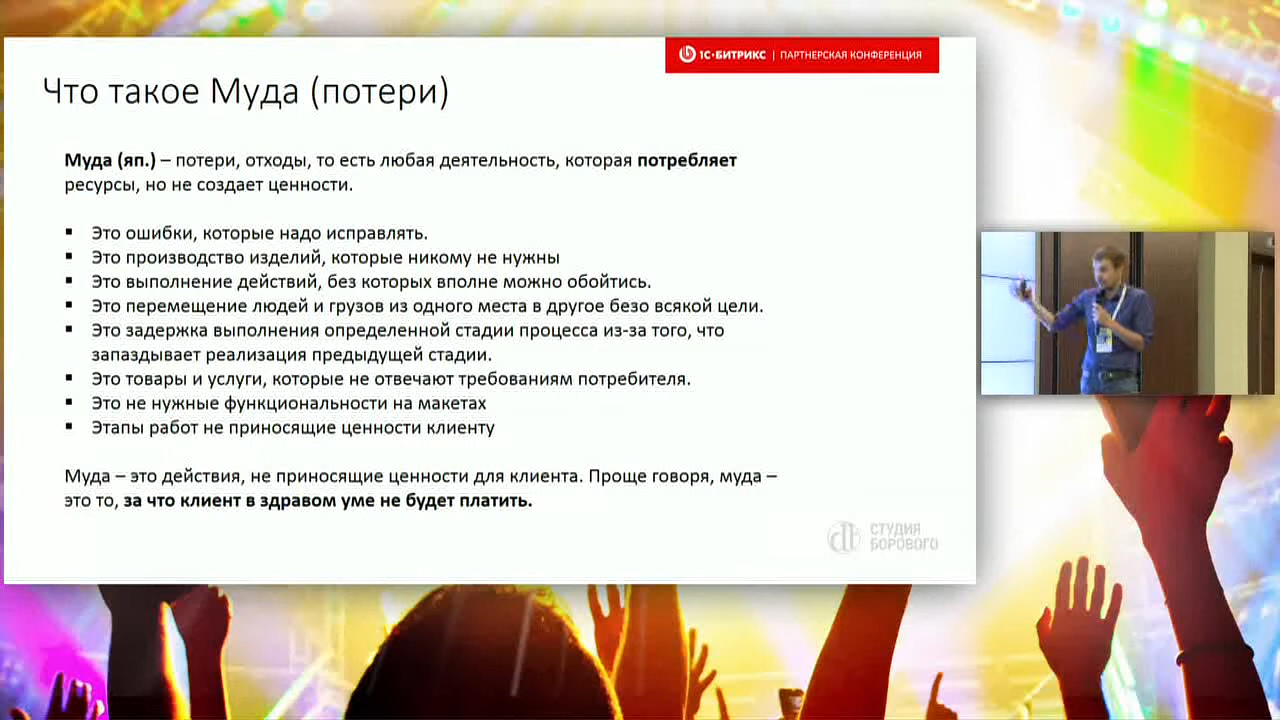 1С·БИТРИКС | ПАРТНЕРСКАЯ КОНФЕРЕНЦИЯ
Что такое Муда (потери)
Муда (яп.) – потери, отходы, то есть любая деятельность, которая потребляет
ресурсы, но не создает ценности.
▪ Это ошибки, которые надо исправлять.
▪ Это производство изделий, которые никому не нужны
▪ Это выполнение действий, без которых вполне можно обойтись.
▪ Это перемещение людей и грузов из одного места в другое безо всякой цели.
▪ Это задержка выполнения определенной стадии процесса из-за того, что
запаздывает реализация предыдущей стадии.
▪ Это товары и услуги, которые не отвечают требованиям потребителя.
▪ Это не нужные функциональности на макетах
▪ Этапы работ не приносящие ценности клиенту
Муда – это действия, не приносящие ценности для клиента. Проще говоря, муда –
это то, за что клиент в здравом уме не будет платить.
СТУДИЯ
БОРОВОГО